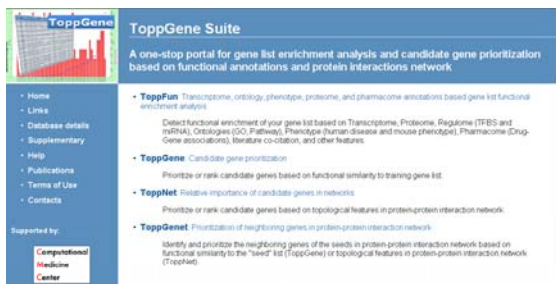 ToppGene
ToppGene Suite
A one-stop portal for gene list enrichment analysis and candidate gene prioritization
based on functional annotations and protein interactions network
Home
Links
Database details
Supplementary
Help
Publications
Terms of Use
Contacts
Supported by:
Computational
Medicine
Center
ToppFun Transcriptome, ontology, phenotype, proteome, and pharmacome annotations based gene list functional
enrichment analysis
Detect functional enrichment of your gene list based on Transcriptome, Proteome, Regulome (TFBS and
miRNA), Ontologies (GO, Pathway), Phenotype (human disease and mouse phenotype), Pharmacome (Drug-
Gene associations), literature co-citation, and other features.
ToppGene Candidate gene prioritization
Prioritize or rank candidate genes based on functional similarity to training gene list.
ToppNet Relative importance of candidate genes in networks
Prioritize or rank candidate genes based on topological features in protein-protein interaction network.
ToppGenet Prioritization of neighboring genes in protein-protein interaction network
Identify and prioritize the neighboring genes of the seeds in protein-protein interaction network based on
functional similarity to the "seed" list (ToppGene) or topological features in protein-protein interaction network
(ToppNet).